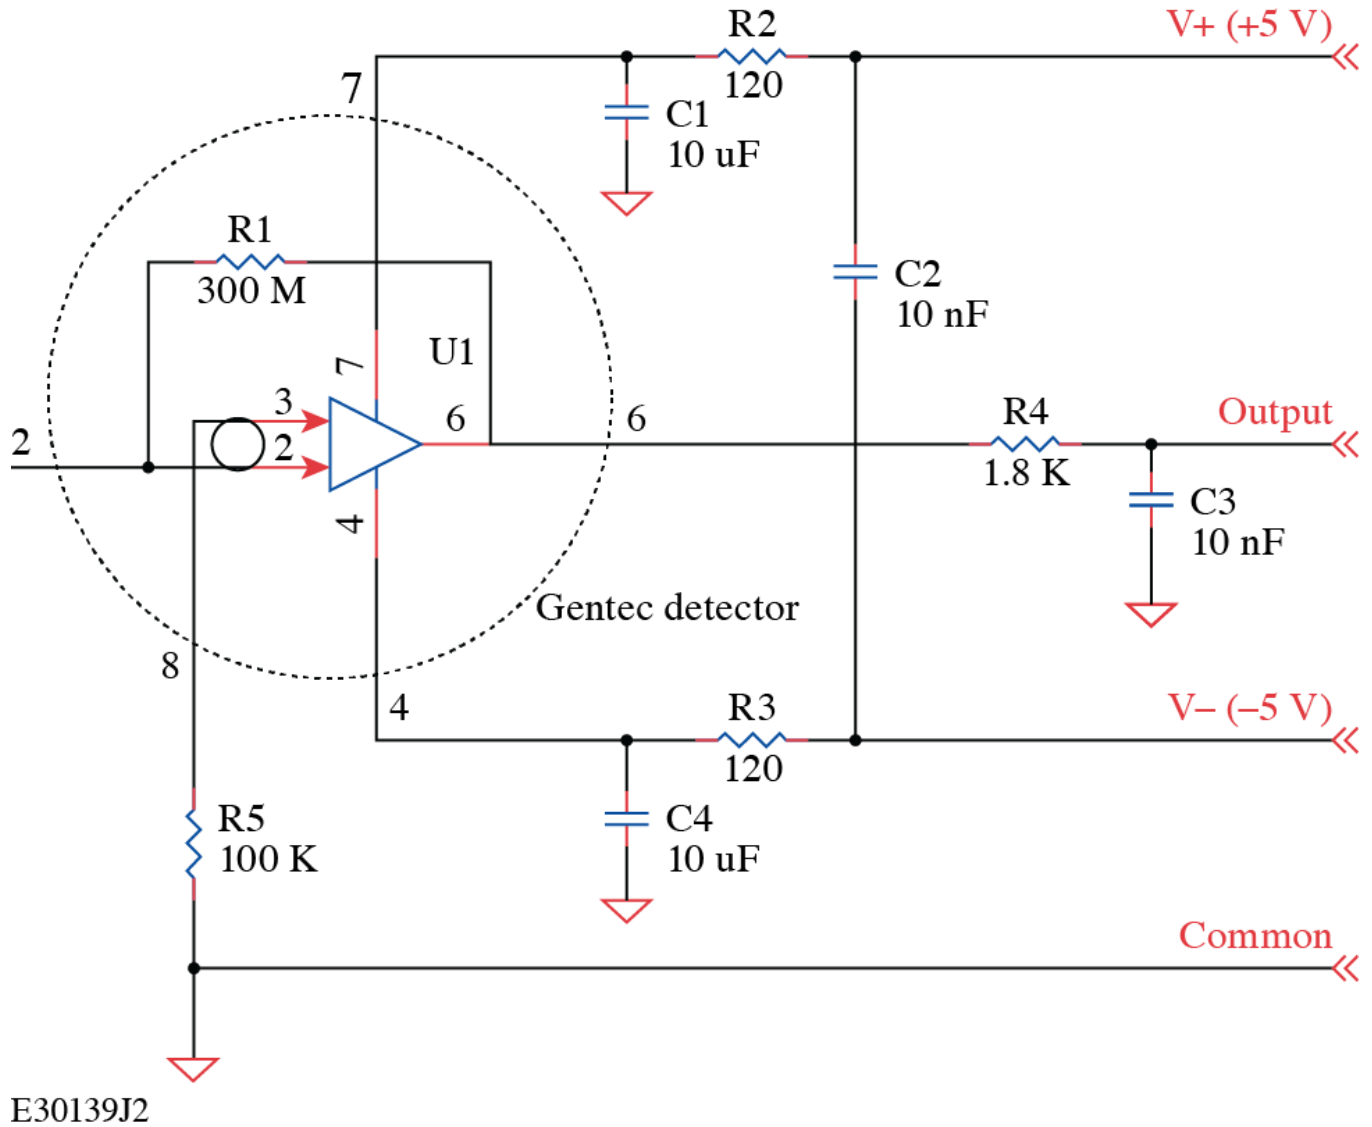 R2
V+ (+5 V)
120
7
C1
10 uF
R1
300 M
C2
10 nF
U1
7
3
6
6
R4
Output
2
2
1.8 K
C3
10 nF
4
Gentec detector
8
4
R3
V– (–5 V)
120
R5
100 K
C4
10 uF
Common
E30139J2